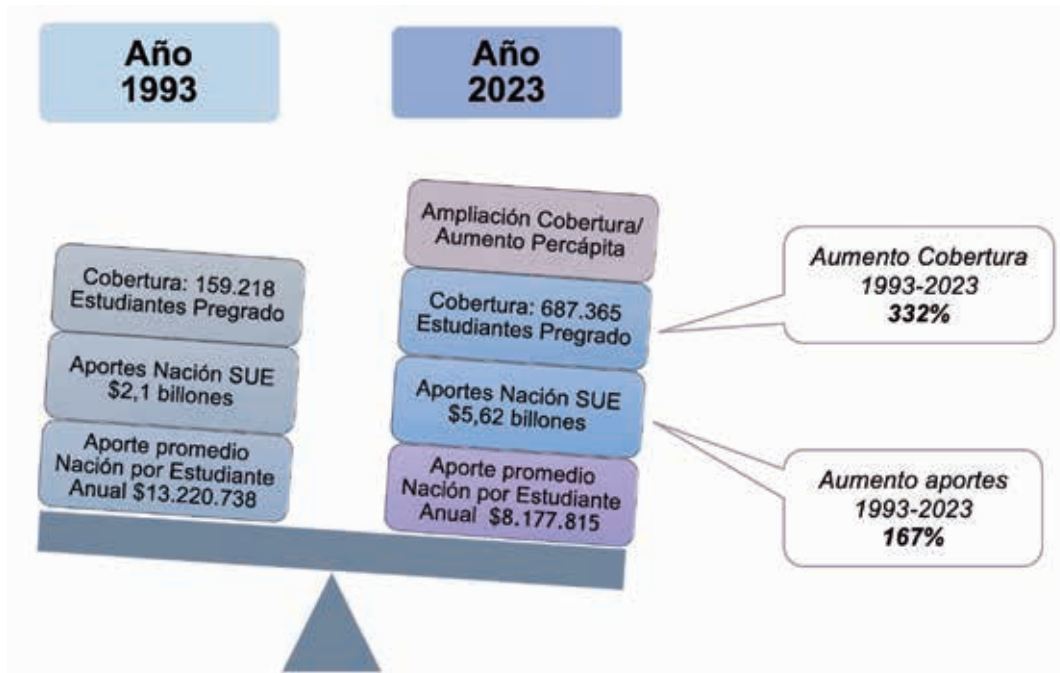 Año
1993
Año
2023
Cobertura: 159.218
Estudiantes Pregrado
Aportes Nación SUE
$2,1 billones
Aporte promedio
Nación por Estudiante
Anual $13.220.738
Ampliación Cobertura/
Aumento Percápita
Cobertura: 687.365
Estudiantes Pregrado
Aportes Nación SUE
$5,62 billones
Aporte promedio
Nación por Estudiante
Anual $8.177.815
Aumento Cobertura
1993-2023
332%
Aumento aportes
1993-2023
167%